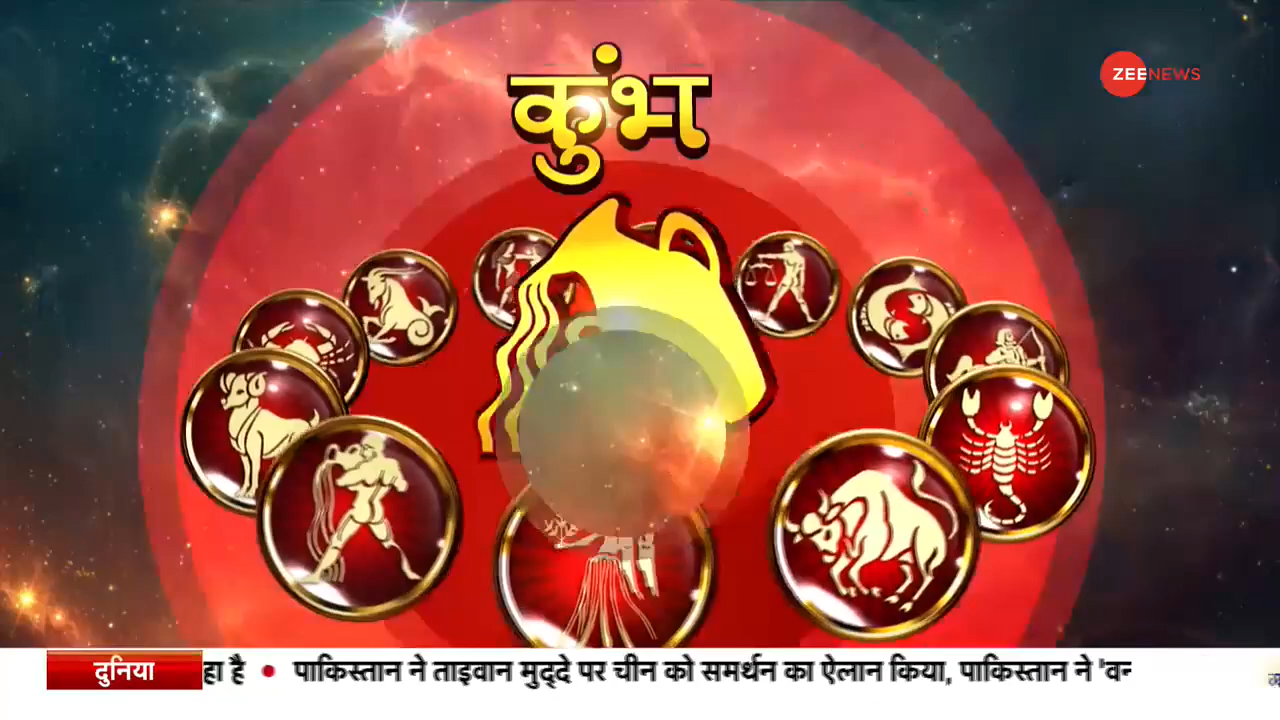 कुंभ
ZEENEWS
दुनिया
हा है • पाकिस्तान ने ताइवान मुद्दे पर चीन को समर्थन का ऐलान किया, पाकिस्तान ने 'वन